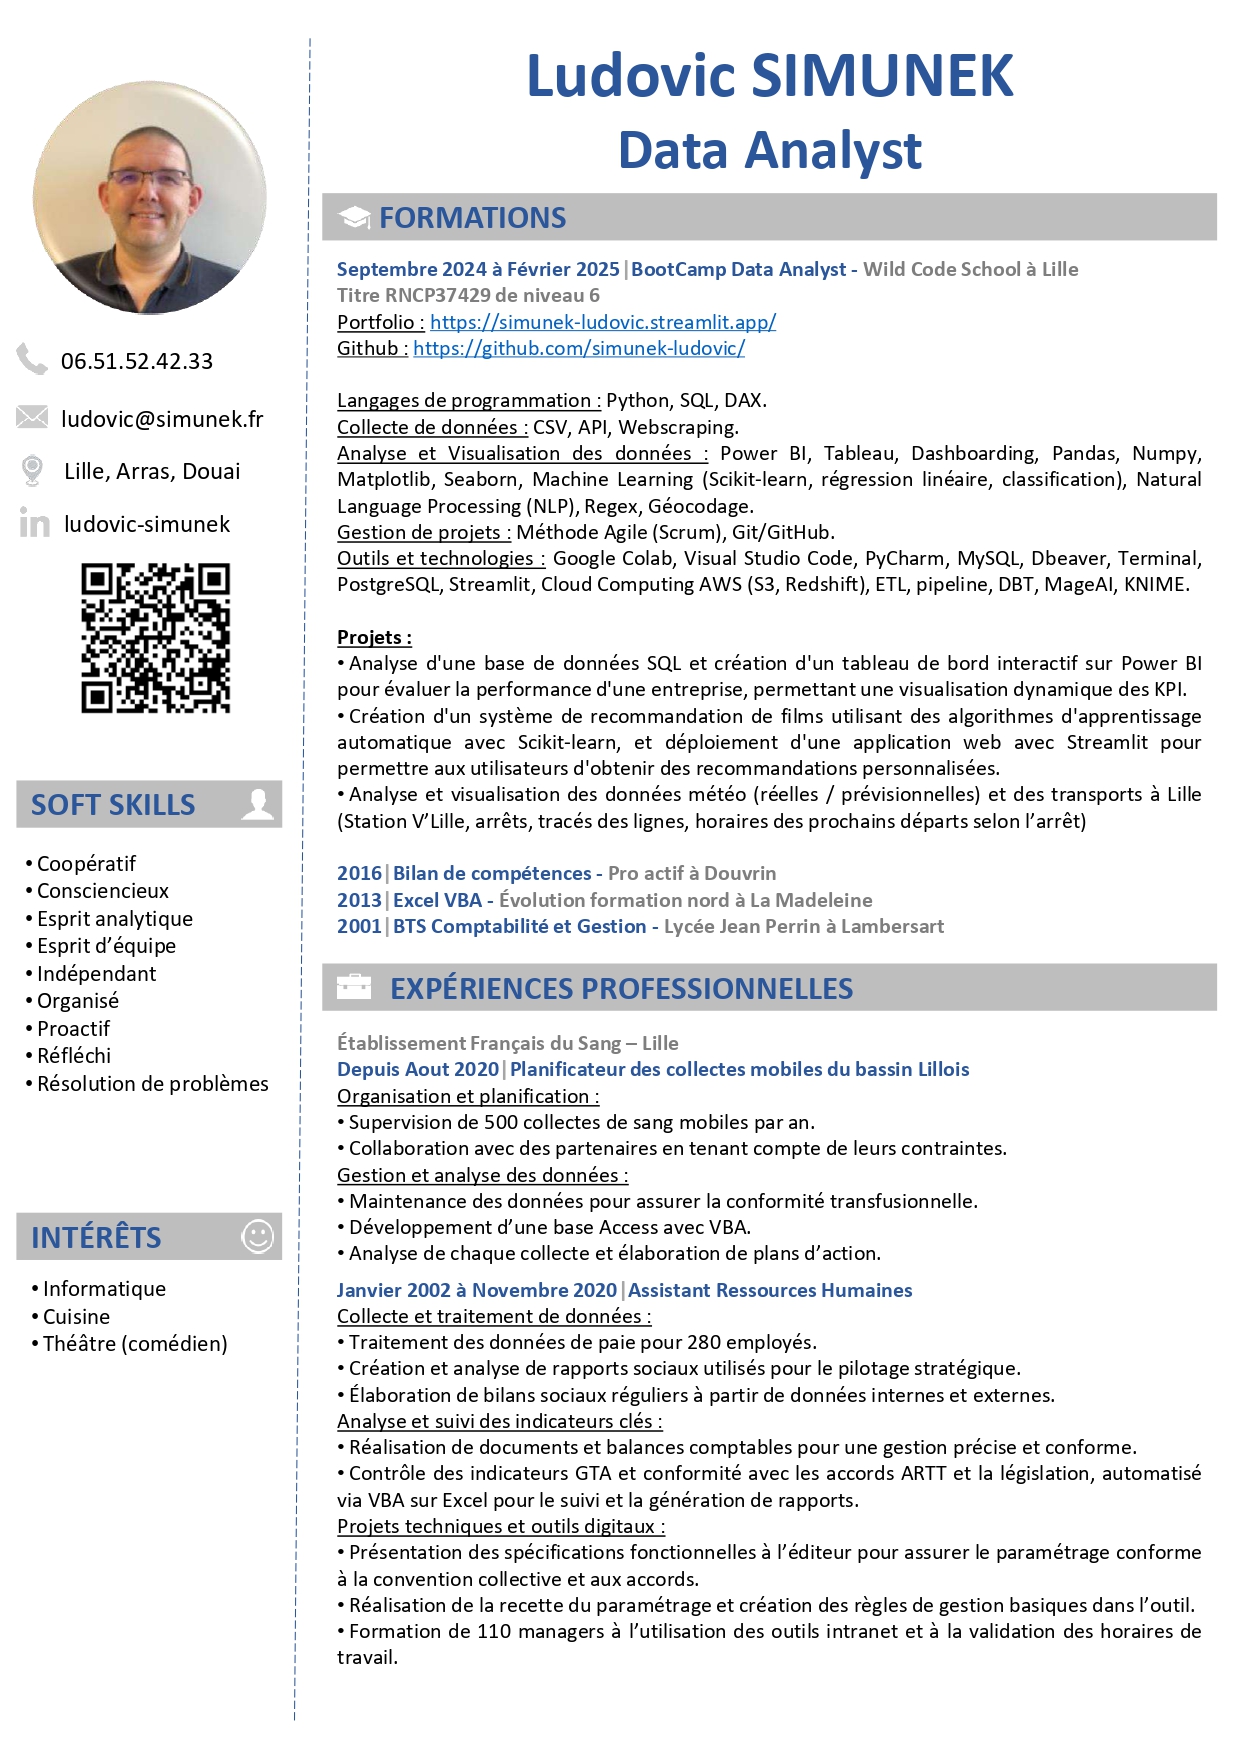 Ludovic SIMUNEK
Data Analyst
06.51.52.42.33
ludovic@simunek.fr
Lille, Arras, Douai
in ludovic-simunek
SOFT SKILLS
• Coopératif
• Consciencieux
• Esprit analytique
• Esprit d’équipe
• Indépendant
• Organisé
• Proactif
• Réfléchi
• Résolution de problèmes
INTÉRÊTS
• Informatique
• Cuisine
• Théâtre (comédien)
FORMATIONS
Septembre 2024 à Février 2025|BootCamp Data Analyst - Wild Code School à Lille
Titre RNCP37429 de niveau 6
Portfolio : https://simunek-ludovic.streamlit.app/
Github : https://github.com/simunek-ludovic/
Langages de programmation : Python, SQL, DAX.
Collecte de données : CSV, API, Webscraping.
Analyse et Visualisation des données : Power BI, Tableau, Dashboarding, Pandas, Numpy,
Matplotlib, Seaborn, Machine Learning (Scikit-learn, régression linéaire, classification), Natural
Language Processing (NLP), Regex, Géocodage.
Gestion de projets : Méthode Agile (Scrum), Git/GitHub.
Outils et technologies : Google Colab, Visual Studio Code, PyCharm, MySQL, Dbeaver, Terminal,
PostgreSQL, Streamlit, Cloud Computing AWS (S3, Redshift), ETL, pipeline, DBT, MageAI, KNIME.
Projets :
• Analyse d'une base de données SQL et création d'un tableau de bord interactif sur Power BI
pour évaluer la performance d'une entreprise, permettant une visualisation dynamique des KPI.
• Création d'un système de recommandation de films utilisant des algorithmes d'apprentissage
automatique avec Scikit-learn, et déploiement d'une application web avec Streamlit pour
permettre aux utilisateurs d'obtenir des recommandations personnalisées.
• Analyse et visualisation des données météo (réelles / prévisionnelles) et des transports à Lille
(Station V’Lille, arrêts, tracés des lignes, horaires des prochains départs selon l’arrêt)
2016|Bilan de compétences - Pro actif à Douvrin
2013|Excel VBA - Évolution formation nord à La Madeleine
2001|BTS Comptabilité et Gestion - Lycée Jean Perrin à Lambersart
EXPÉRIENCES PROFESSIONNELLES
Établissement Français du Sang – Lille
Depuis Aout 2020|Planificateur des collectes mobiles du bassin Lillois
Organisation et planification :
• Supervision de 500 collectes de sang mobiles par an.
• Collaboration avec des partenaires en tenant compte de leurs contraintes.
Gestion et analyse des données :
• Maintenance des données pour assurer la conformité transfusionnelle.
• Développement d’une base Access avec VBA.
• Analyse de chaque collecte et élaboration de plans d’action.
Janvier 2002 à Novembre 2020|Assistant Ressources Humaines
Collecte et traitement de données :
• Traitement des données de paie pour 280 employés.
• Création et analyse de rapports sociaux utilisés pour le pilotage stratégique.
• Élaboration de bilans sociaux réguliers à partir de données internes et externes.
Analyse et suivi des indicateurs clés :
• Réalisation de documents et balances comptables pour une gestion précise et conforme.
• Contrôle des indicateurs GTA et conformité avec les accords ARTT et la législation, automatisé
via VBA sur Excel pour le suivi et la génération de rapports.
Projets techniques et outils digitaux :
• Présentation des spécifications fonctionnelles à l’éditeur pour assurer le paramétrage conforme
à la convention collective et aux accords.
• Réalisation de la recette du paramétrage et création des règles de gestion basiques dans l’outil.
• Formation de 110 managers à l’utilisation des outils intranet et à la validation des horaires de
travail.